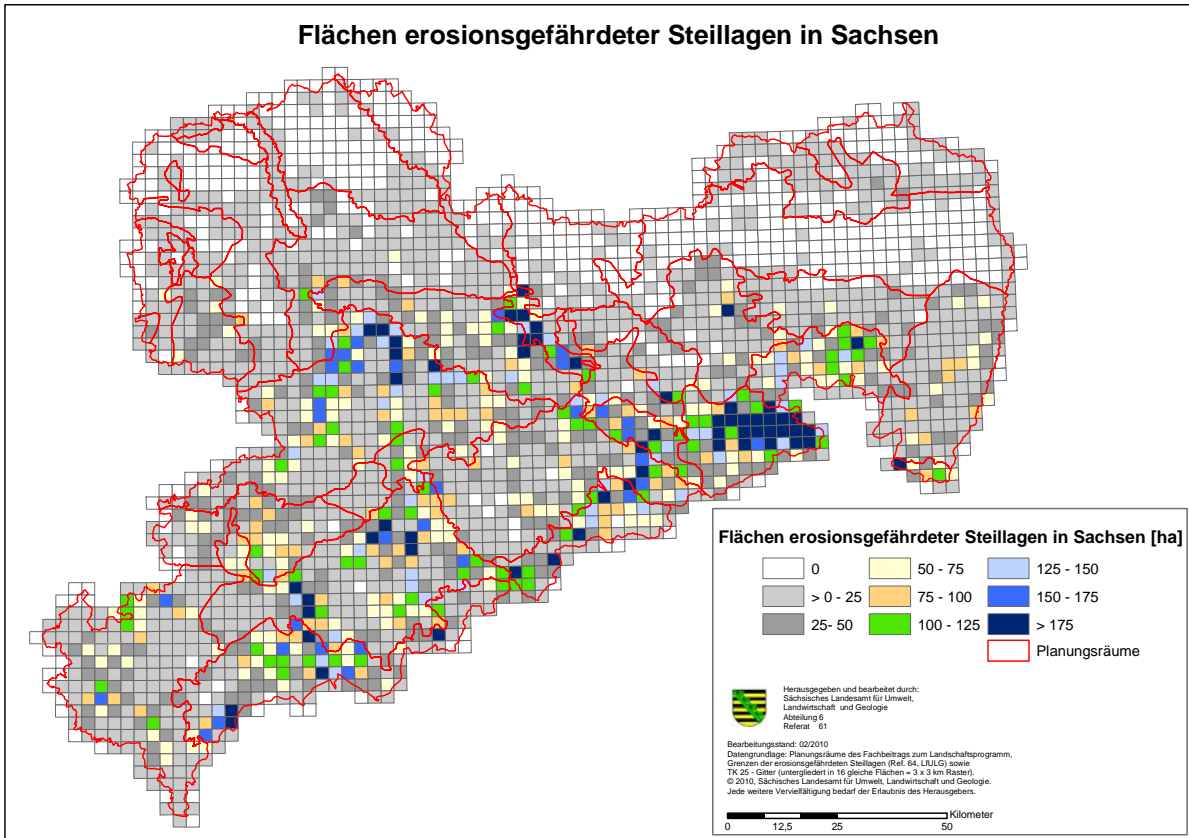 Flächen erosionsgefährdeter Steillagen in Sachsen
Flächen erosionsgefährdeter Steillagen in Sachsen [ha]
0
50 - 75
125 - 150
> 0 - 25
75 - 100
150 - 175
25- 50
100 - 125
> 175
Planungsräume
Herausgegeben und bearbeitet durch:
Sächsisches Landesamt für Umwelt,
Landwirtschaft und Geologie
Abteilung 6
Referat 61
Bearbeitungsstand: 02/2010
Datengrundlage: Planungsräume des Fachbeitrags zum Landschaftsprogramm,
Grenzen der erosionsgefährdeten Steillagen (Ref. 64, LfULG) sowie
TK 25 - Gitter (untergliedert in 16 gleiche Flächen = 3 x 3 km Raster).
© 2010, Sächisches Landesamt für Umwelt, Landwirtschaft und Geologie.
Jede weitere Vervielfältigung bedarf der Erlaubnis des Herausgebers.
Kilometer
0 12,5 25 50